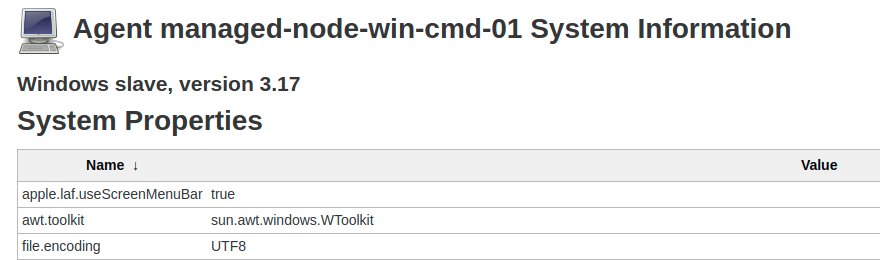 Agent managed-node-win-cmd-01 System Information
Windows slave, version 3.17
System Properties
Name ↓ Value
apple.laf.useScreenMenuBar true
awt.toolkit sun.awt.windows.WToolkit
file.encoding UTF8